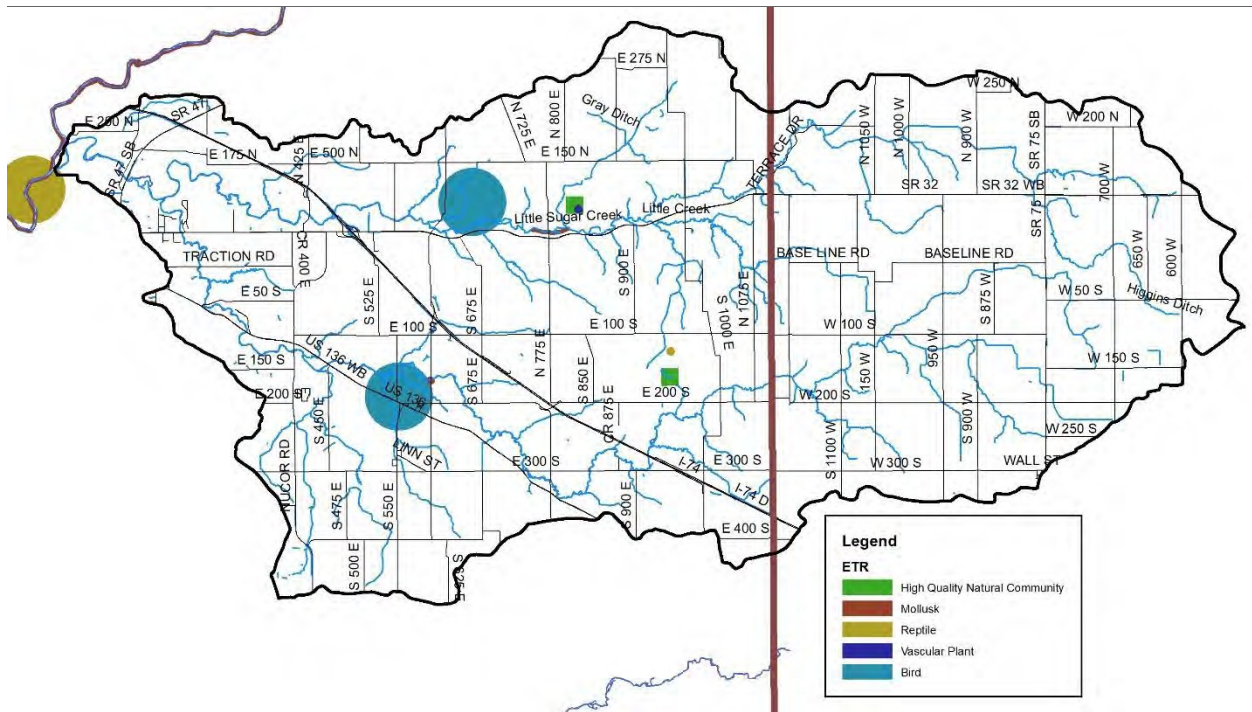 E 275 N
W 250 N
SR 47
N 725 E
N 800 E
Gray Ditch
N 1050 W
N 1000 W
N 900 W
SR 75 SB
W 200 N
E 200 N
E 175 N
N 425 E
E 500 N
E 150 N
SR 47 SB
TERRACE DR
SR 32
SR 32 WB
700 W
Little Sugar Creek
Little Creek
SR 75
TRACTION RD
CR 400 E
S 900 E
N 1075 E
BASELINE RD
BASELINE RD
650 W
600 W
E 50 S
S 525 E
S 675 E
S 1000 E
S 875 W
W 50 S
Higgins Ditch
E 100 S
E 100 S
W 100 S
US 136 WB
E 150 S
S 675 E
N 775 E
S 850 E
950 W
W 150 S
E 200 S
US 136
E 200 S
150 W
W 200 S
S 450 E
CR 875 E
S 900 W
W 250 S
NUCOR RD
LINN ST
E 300 S
I-74
E 300 S
S 1100 W
W 300 S
WALL ST
S 475 E
S 550 E
S 900 E
I-74 D
E 400 S
S 500 E
S 625 E
Legend
ETR
High Quality Natural Community
Mollusk
Reptile
Vascular Plant
Bird